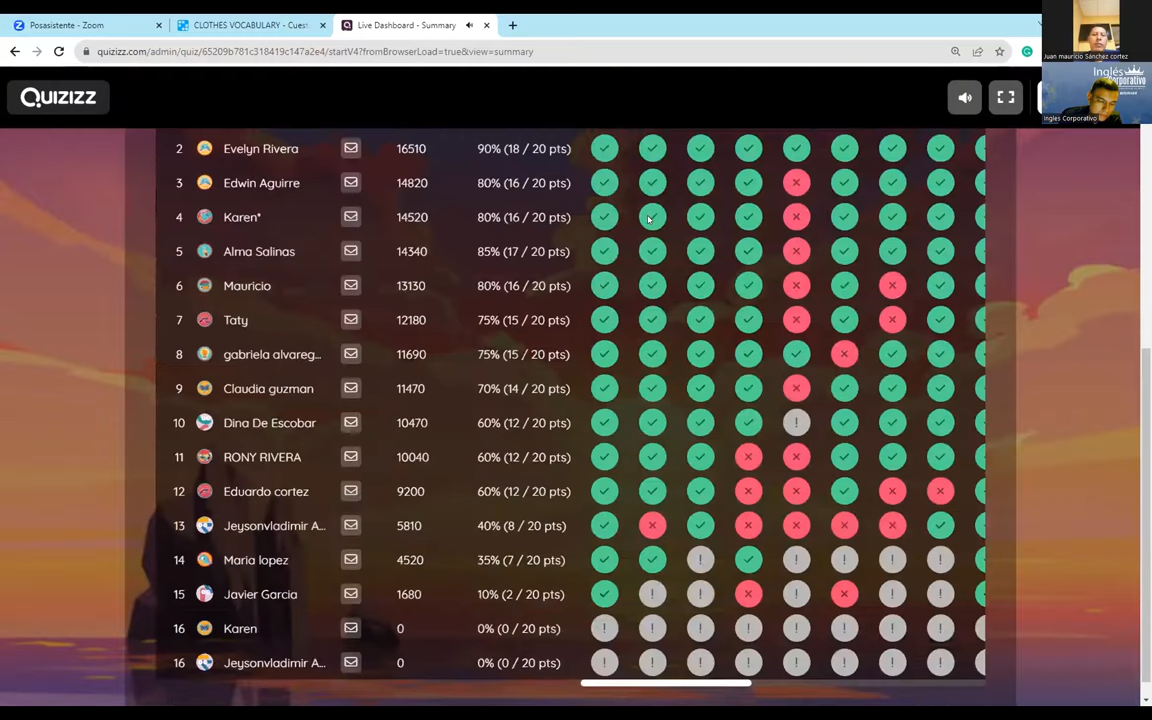 Posasistente - Zoom
CLOTHES VOCABULARY - Cues
Live Dashboard - Summary
quizizz.com/admin/quiz/65209b781c318419c147a2e4/startV4?fromBrowserLoad=true&view=summary
Juan mauricio Sánchez cortez
Inglés
Corporativo
Ingles Corporativo
QUIZIZZ
2 Evelyn Rivera 16510 90% (18 / 20 pts)
3 Edwin Aguirre 14820 80% (16 / 20 pts)
4 Karen* 14520 80% (16 / 20 pts)
5 Alma Salinas 14340 85% (17 / 20 pts)
6 Mauricio 13130 80% (16 / 20 pts)
7 Taty 12180 75% (15 / 20 pts)
8 gabriela alvareg... 11690 75% (15 / 20 pts)
9 Claudia guzman 11470 70% (14 / 20 pts)
10 Dina De Escobar 10470 60% (12 / 20 pts)
11 RONY RIVERA 10040 60% (12 / 20 pts)
12 Eduardo cortez 9200 60% (12 / 20 pts)
13 Jeysonvladimir A... 5810 40% (8 / 20 pts)
14 Maria lopez 4520 35% (7 / 20 pts)
15 Javier Garcia 1680 10% (2 / 20 pts)
16 Karen 0 0% (0 / 20 pts)
16 Jeysonvladimir A... 0 0% (0 / 20 pts)